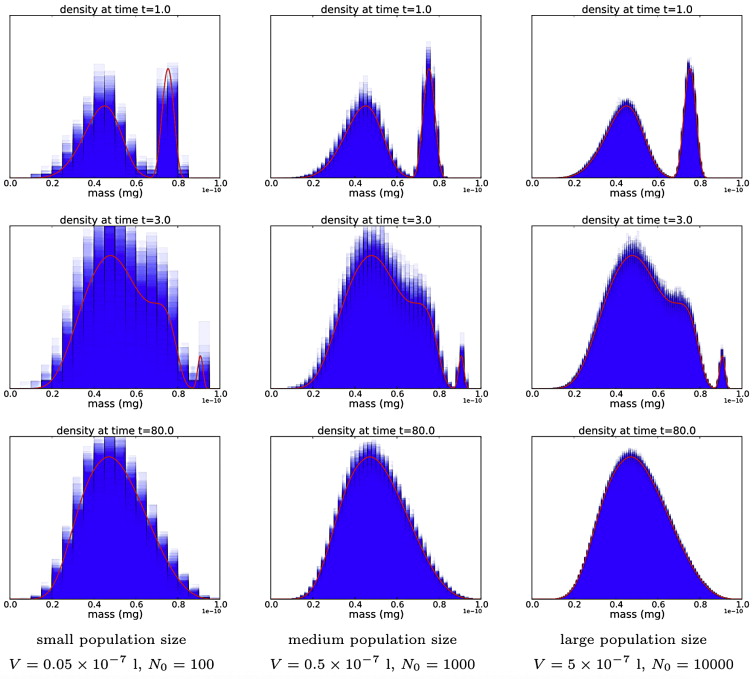 density at time t=1.0
density at time t=1.0
density at time t=1.0
0.0 0.2 0.4 0.6 0.8 1.0
0.0 0.2 0.4 0.6 0.8 1.0
0.0 0.2 0.4 0.6 0.8 1.0
mass (mg) 1e-10
mass (mg) 1e-10
mass (mg) 1e-10
density at time t=3.0
density at time t=3.0
density at time t=3.0
0.0 0.2 0.4 0.6 0.8 1.0
0.0 0.2 0.4 0.6 0.8 1.0
0.0 0.2 0.4 0.6 0.8 1.0
mass (mg) 1e-10
mass (mg) 1e-10
mass (mg) 1e-10
density at time t=80.0
density at time t=80.0
density at time t=80.0
0.0 0.2 0.4 0.6 0.8 1.0
0.0 0.2 0.4 0.6 0.8 1.0
0.0 0.2 0.4 0.6 0.8 1.0
mass (mg) 1e-10
mass (mg) 1e-10
mass (mg) 1e-10
small population size
medium population size
large population size
V = 0.05 × 10⁻⁷ l, N₀ = 100
V = 0.5 × 10⁻⁷ l, N₀ = 1000
V = 5 × 10⁻⁷ l, N₀ = 10000